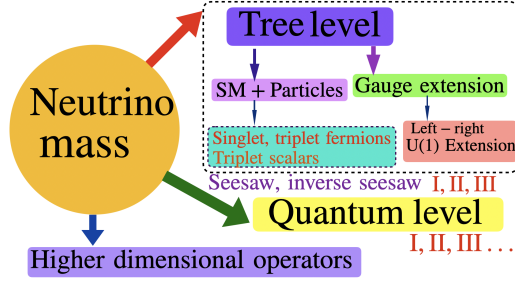 Tree level
SM + Particles
Gauge extension
Neutrino
mass
Singlet, triplet fermions
Triplet scalars
Left – right
U(1) Extension
Seesaw, inverse seesaw I, II, III
Quantum level
I, II, III . . .
Higher dimensional operators